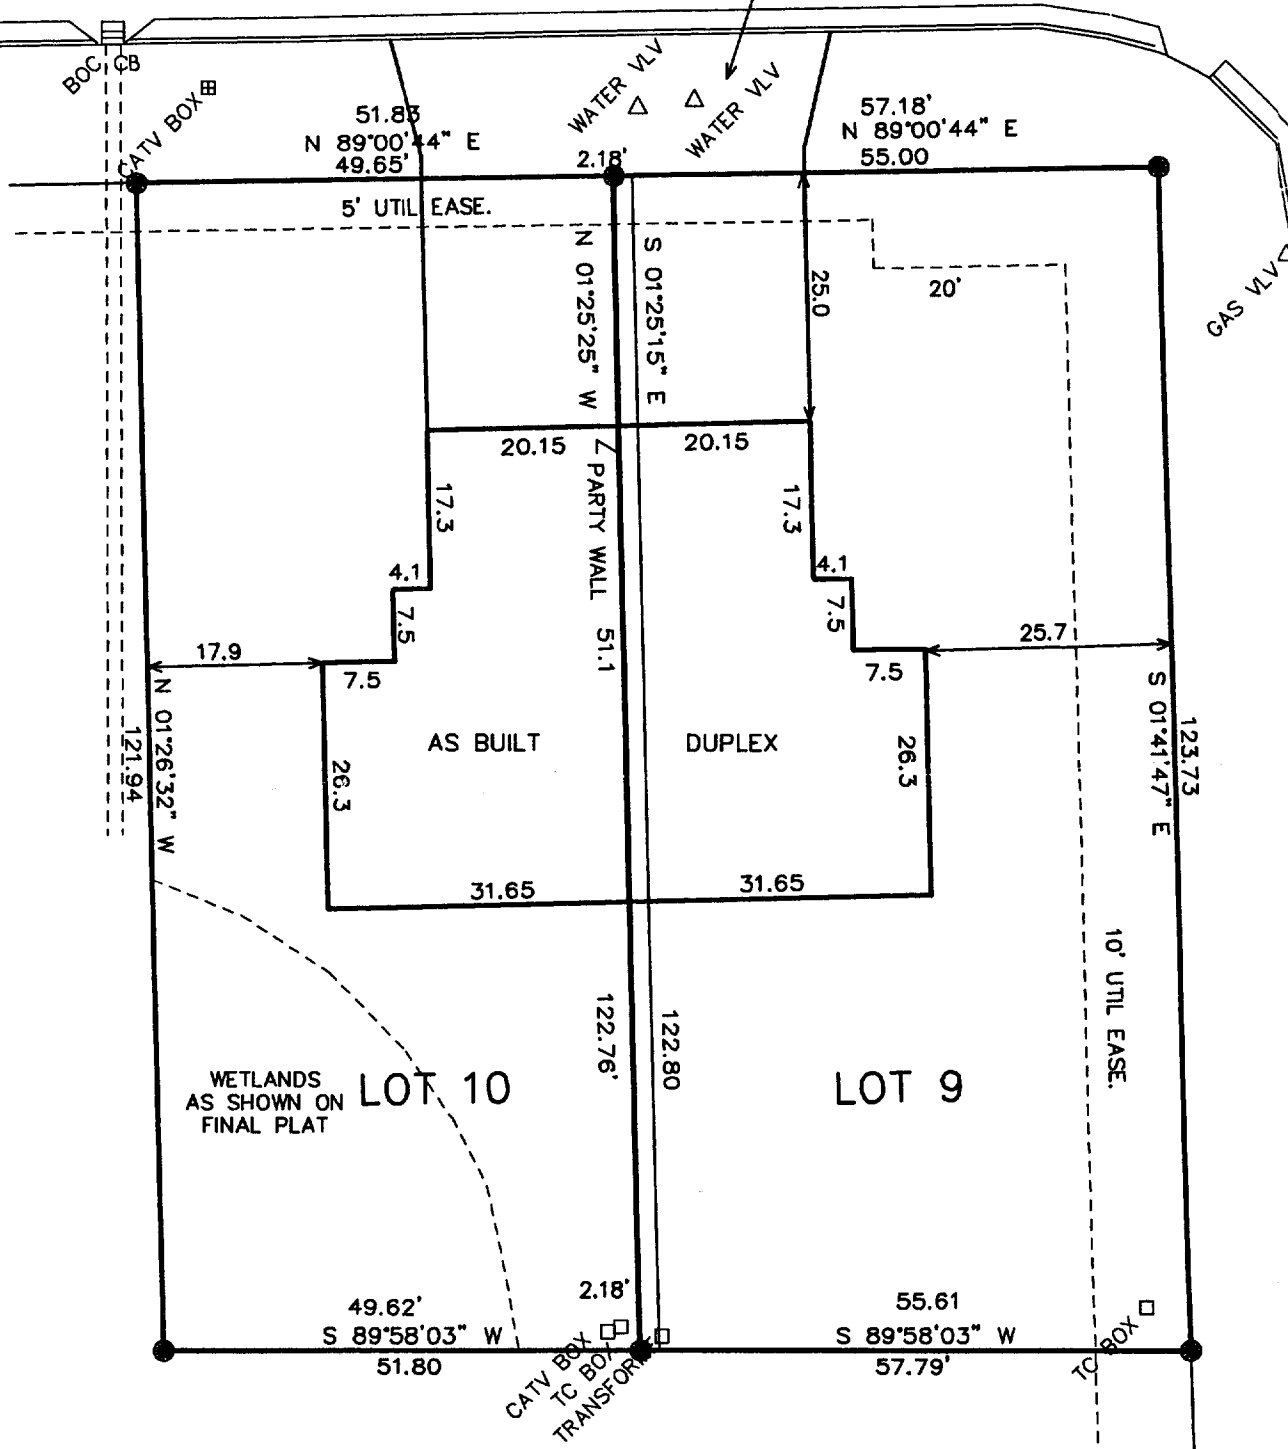 BOC
CB
CATV BOX
51.83
N 89°00'44" E
49.65'
WATER VLV
WATER VLV
2.18'
57.18'
N 89°00'44" E
55.00
5' UTIL EASE.
20'
GAS VLV
N 01°25'25" W
S 01°25'15" E
25.0
20.15
20.15
PARTY WALL 51.1
17.3
17.3
4.1
4.1
7.5
7.5
17.9
25.7
7.5
7.5
N 01°26'32" W
121.94
S 01°41'47" E
123.73
AS BUILT
DUPLEX
26.3
26.3
31.65
31.65
10' UTIL EASE.
122.76'
122.80
WETLANDS
AS SHOWN ON
FINAL PLAT
LOT 10
LOT 9
49.62'
S 89°58'03" W
51.80
2.18'
55.61
S 89°58'03" W
57.79'
CATV BOX
TC BOX
TRANSFORM
TC BOX